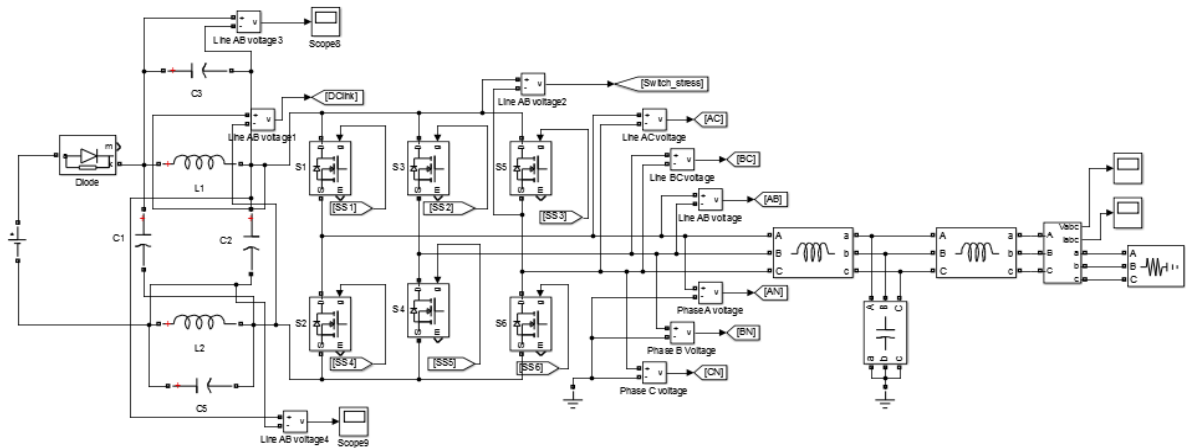 Line AB voltage3
Scope8
C3
[DClink]
Line AB voltage1
Line AB voltage2
[Switch_stress]
Line AC voltage
[AC]
Line BC voltage
[BC]
Line AB voltage
[AB]
Diode
m
a
k
L1
C1
C2
L2
C5
Line AB voltage4
Scope9
S1
S3
S5
[SS1]
[SS2]
[SS3]
S2
S4
S6
[SS4]
[SS5]
[SS6]
Phase A voltage
[AN]
Phase B Voltage
[BN]
Phase C voltage
[CN]
A
B
C
a
b
c
A
B
C
a
b
c
A
B
C
a
b
c
A
B
C
Vabc
Iabc
a
b
c
A
B
C